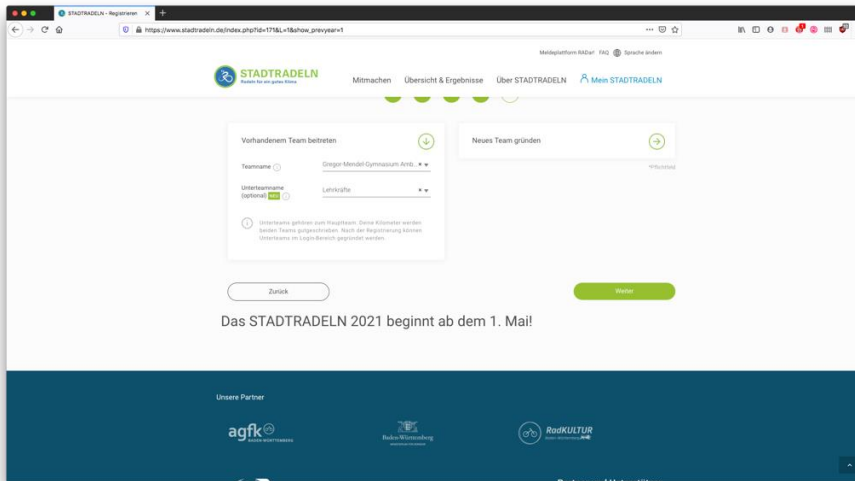 STADTRADELN - Registrieren
https://www.stadtradeln.de/index.php?id=171&L=1&show_prevyear=1
Meldeplattform RADar! FAQ Sprache ändern
STADTRADELN
Radeln für ein gutes Klima
Mitmachen Übersicht & Ergebnisse Über STADTRADELN Mein STADTRADELN
Vorhandenem Team beitreten
Neues Team gründen
Teamname
Gregor-Mendel-Gymnasium Amb...
*Pflichtfeld
Unterteamname
(optional) NEU
Lehrkräfte
Unterteams gehören zum Hauptteam. Deine Kilometer werden
beiden Teams gutgeschrieben. Nach der Registrierung können
Unterteams im Login-Bereich gegründet werden.
Zurück
Weiter
Das STADTRADELN 2021 beginnt ab dem 1. Mai!
Unsere Partner
agfk
BADEN-WÜRTTEMBERG
Baden-Württemberg
RadKULTUR
Baden-Württemberg